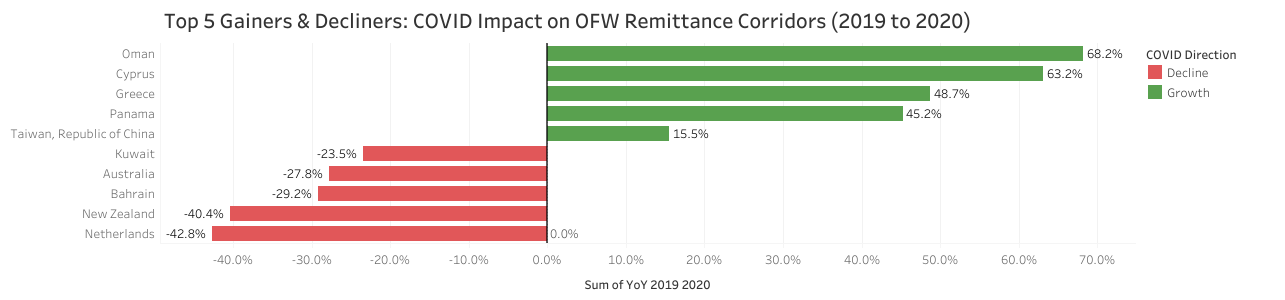 Top 5 Gainers & Decliners: COVID Impact on OFW Remittance Corridors (2019 to 2020)
Oman 68.2%
Cyprus 63.2%
Greece 48.7%
Panama 45.2%
Taiwan, Republic of China 15.5%
Kuwait -23.5%
Australia -27.8%
Bahrain -29.2%
New Zealand -40.4%
Netherlands -42.8% 0.0%
-40.0% -30.0% -20.0% -10.0% 0.0% 10.0% 20.0% 30.0% 40.0% 50.0% 60.0% 70.0%
Sum of YoY 2019 2020
COVID Direction
Decline
Growth